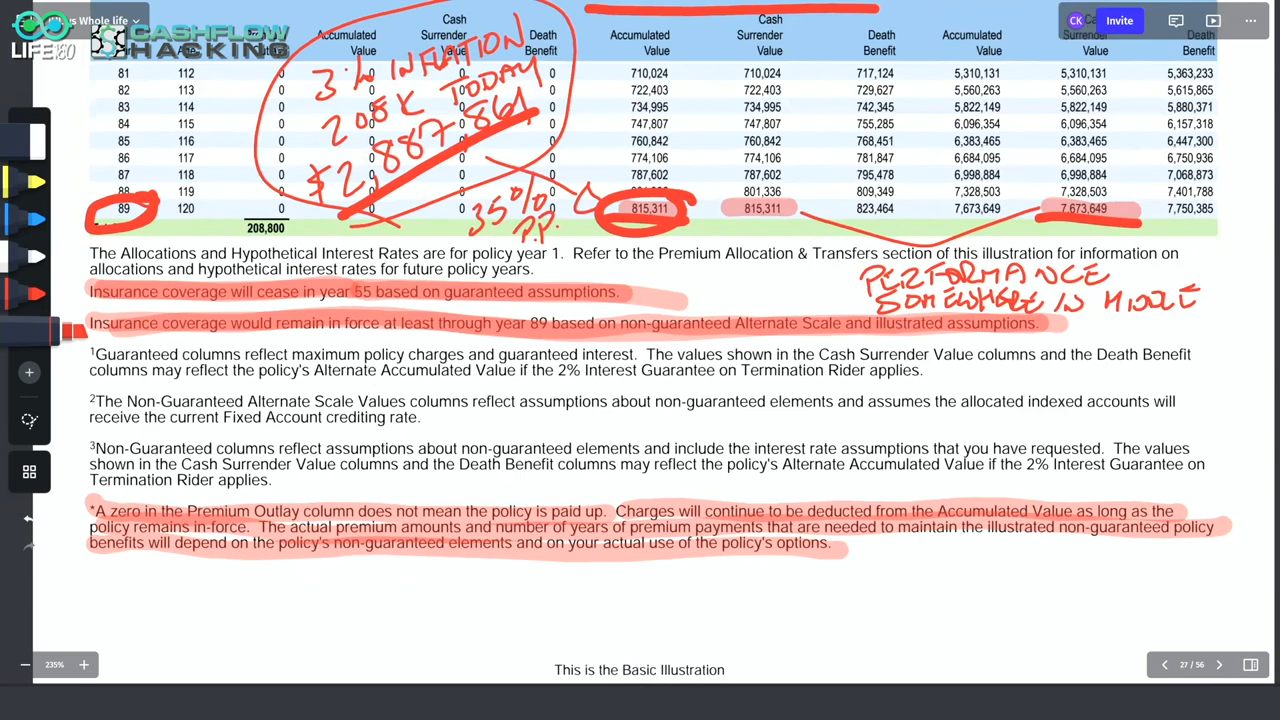 Whys Whole life
CK Invite
LIFE180 CASHFLOW HACKING
Accumulated Value Cash Surrender Value Death Benefit Accumulated Value Cash Surrender Value Death Benefit Accumulated Value Surrender Value Death Benefit
81 112 0 0 0 0 710,024 710,024 717,124 5,310,131 5,310,131 5,363,233
82 113 0 0 0 0 722,403 722,403 729,627 5,560,263 5,560,263 5,615,865
83 114 0 0 0 0 734,995 734,995 742,345 5,822,149 5,822,149 5,880,371
84 115 0 0 0 0 747,807 747,807 755,285 6,096,354 6,096,354 6,157,318
85 116 0 0 0 0 760,842 760,842 768,451 6,383,465 6,383,465 6,447,300
86 117 0 0 0 0 774,106 774,106 781,847 6,684,095 6,684,095 6,750,936
87 118 0 0 0 0 787,602 787,602 795,478 6,998,884 6,998,884 7,068,873
88 119 0 0 0 0 801,336 809,349 7,328,503 7,328,503 7,401,788
89 120 0 0 0 0 815,311 815,311 823,464 7,673,649 7,673,649 7,750,385
208,800
3% INFLATION
208K TODAY
$2,887,861
35%
P.P.
The Allocations and Hypothetical Interest Rates are for policy year 1. Refer to the Premium Allocation & Transfers section of this illustration for information on
allocations and hypothetical interest rates for future policy years.
PERFORMANCE
SOMEWHERE IN MIDDLE
Insurance coverage will cease in year 55 based on guaranteed assumptions.
Insurance coverage would remain in force at least through year 89 based on non-guaranteed Alternate Scale and illustrated assumptions.
¹Guaranteed columns reflect maximum policy charges and guaranteed interest. The values shown in the Cash Surrender Value columns and the Death Benefit
columns may reflect the policy's Alternate Accumulated Value if the 2% Interest Guarantee on Termination Rider applies.
²The Non-Guaranteed Alternate Scale Values columns reflect assumptions about non-guaranteed elements and assumes the allocated indexed accounts will
receive the current Fixed Account crediting rate.
³Non-Guaranteed columns reflect assumptions about non-guaranteed elements and include the interest rate assumptions that you have requested. The values
shown in the Cash Surrender Value columns and the Death Benefit columns may reflect the policy's Alternate Accumulated Value if the 2% Interest Guarantee on
Termination Rider applies.
*A zero in the Premium Outlay column does not mean the policy is paid up. Charges will continue to be deducted from the Accumulated Value as long as the
policy remains in-force. The actual premium amounts and number of years of premium payments that are needed to maintain the illustrated non-guaranteed policy
benefits will depend on the policy's non-guaranteed elements and on your actual use of the policy's options.
This is the Basic Illustration
235%
27 / 56